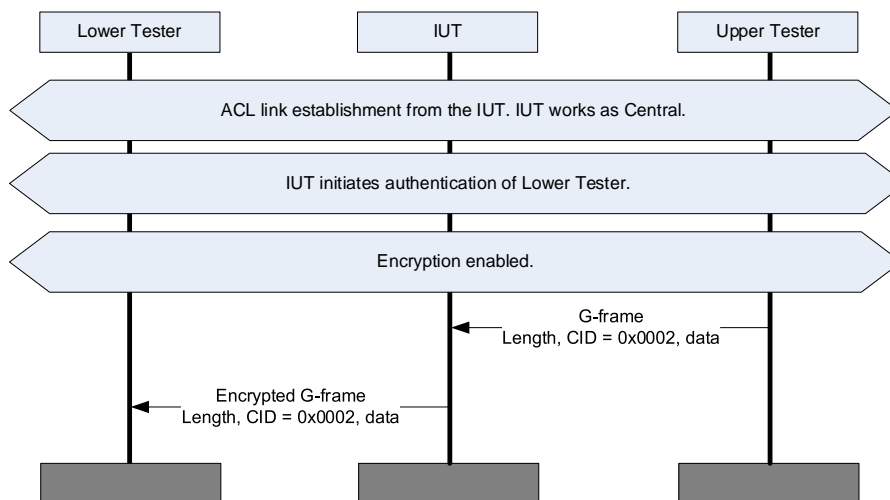 Lower Tester
IUT
Upper Tester
ACL link establishment from the IUT. IUT works as Central.
IUT initiates authentication of Lower Tester.
Encryption enabled.
G-frame
Length, CID = 0x0002, data
Encrypted G-frame
Length, CID = 0x0002, data